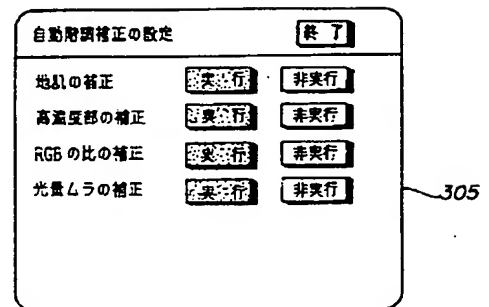 自動階調補正の設定 終了
地肌の補正 実行 非実行
高濃度部の補正 実行 非実行
RGBの比の補正 実行 非実行
光量ムラの補正 実行 非実行
305